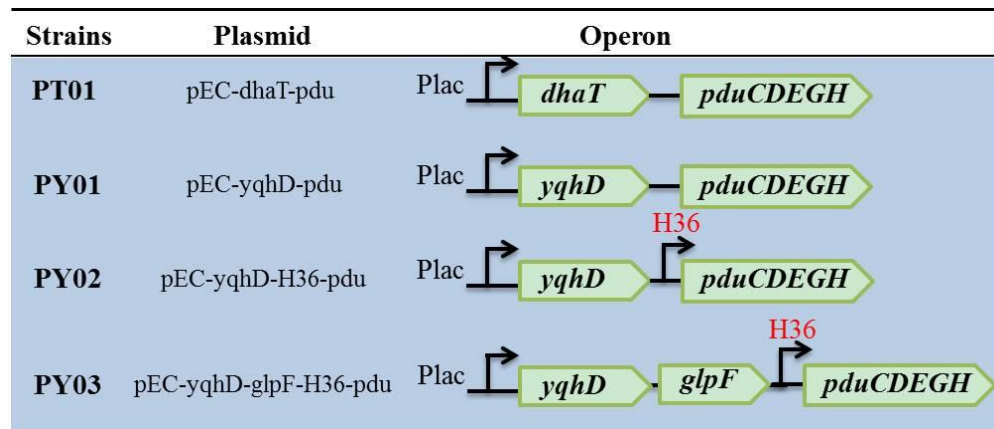 Strains Plasmid Operon
PT01 pEC-dhaT-pdu Plac dhaT pduCDEGH
PY01 pEC-yqhD-pdu Plac yqhD pduCDEGH
H36
PY02 pEC-yqhD-H36-pdu Plac yqhD pduCDEGH
H36
PY03 pEC-yqhD-glpF-H36-pdu Plac yqhD glpF pduCDEGH